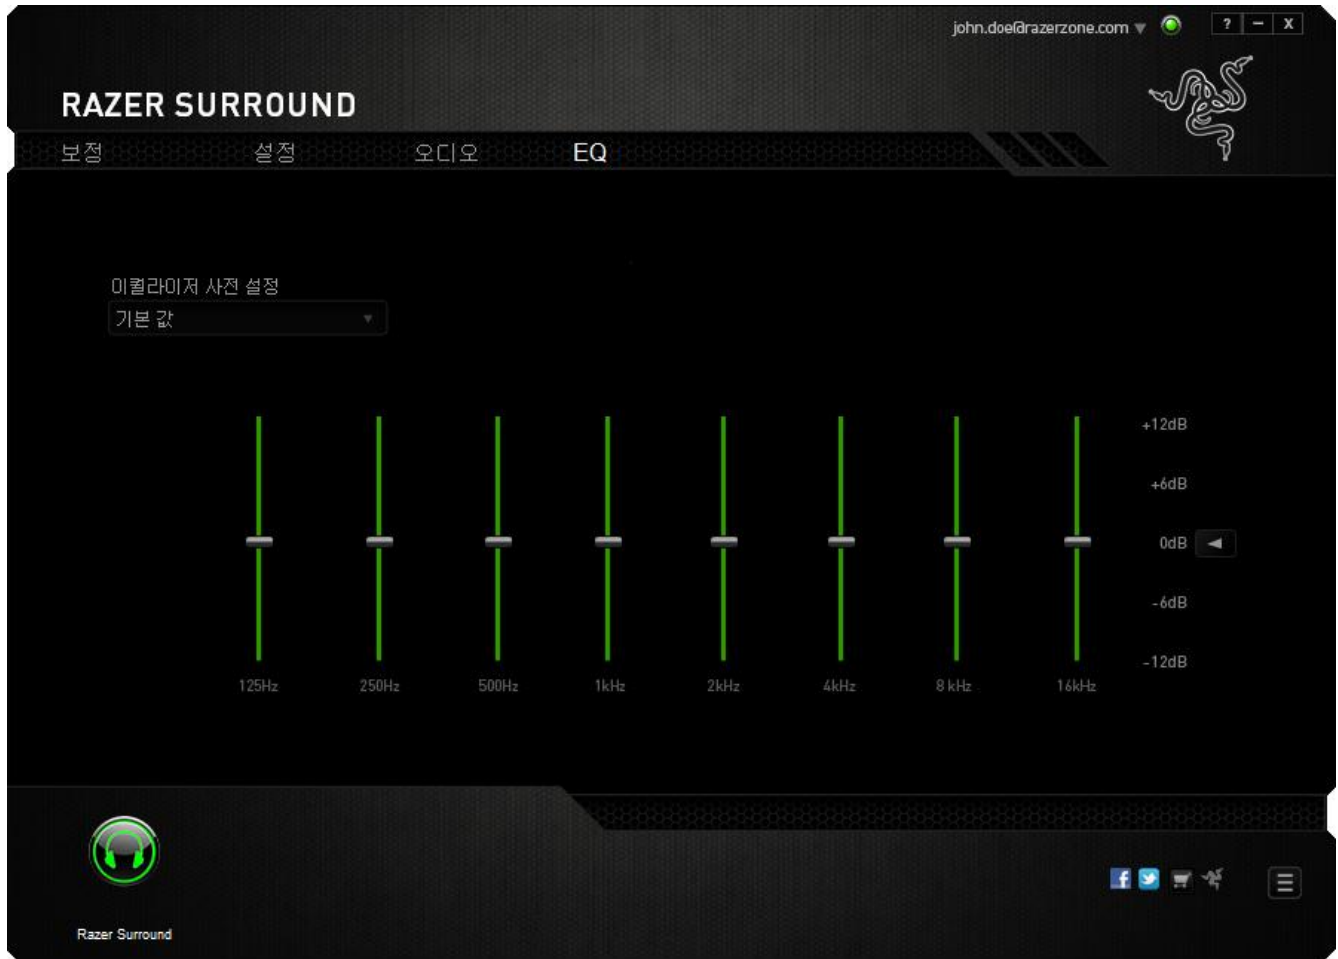 john.doe@razerzone.com
? – X
RAZER SURROUND
보정 설정 오디오 EQ
이퀄라이저 사전 설정
기본 값
+12dB
+6dB
0dB
-6dB
-12dB
125Hz 250Hz 500Hz 1kHz 2kHz 4kHz 8 kHz 16kHz
Razer Surround